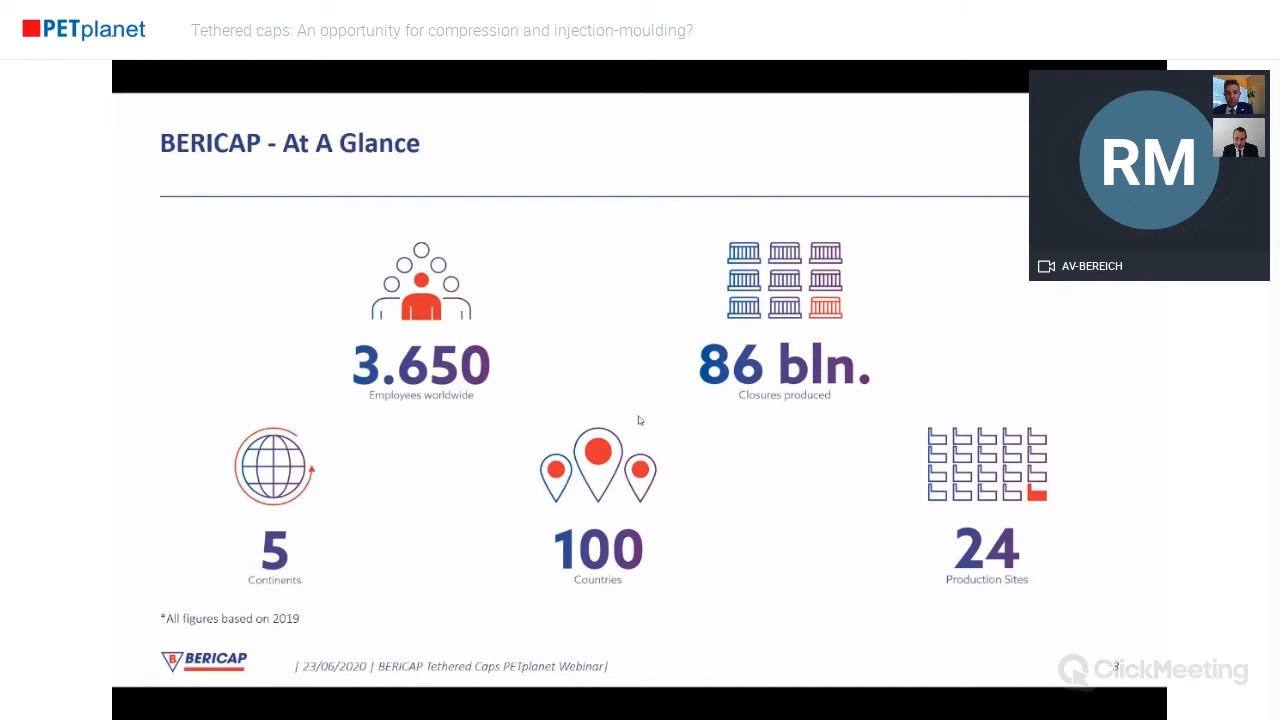 PETplanet
Tethered caps: An opportunity for compression and injection-moulding?
BERICAP - At A Glance
RM
AV-BEREICH
3.650
Employees worldwide
86 bln.
Closures produced
5
Continents
100
Countries
24
Production Sites
*All figures based on 2019
B BERICAP
| 23/06/2020 | BERICAP Tethered Caps PETplanet Webinar|
3
ClickMeeting